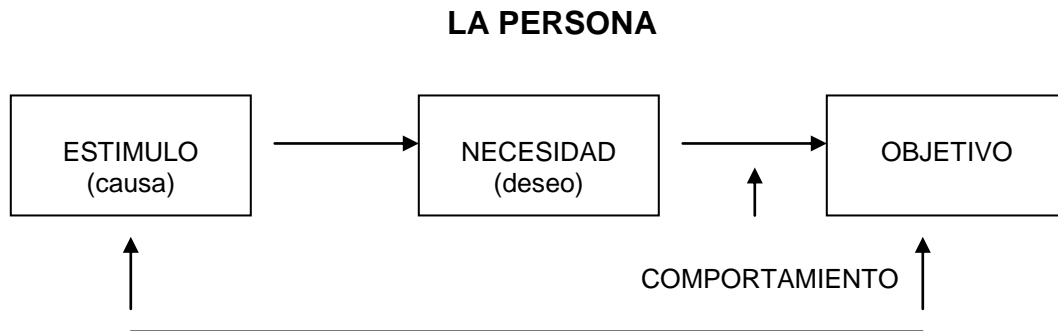 LA PERSONA
ESTIMULO
(causa)
NECESIDAD
(deseo)
OBJETIVO
COMPORTAMIENTO